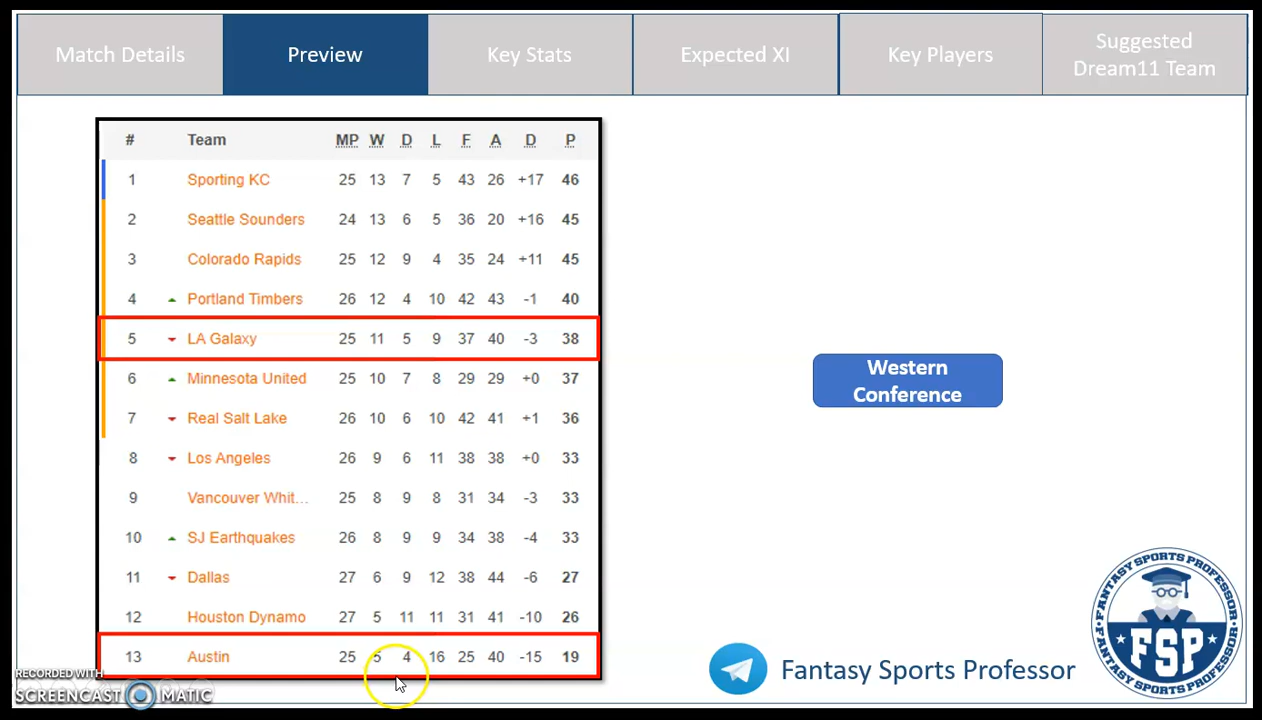 Match Details
Preview
Key Stats
Expected XI
Key Players
Suggested
Dream11 Team
# Team MP W D L F A D P
1 Sporting KC 25 13 7 5 43 26 +17 46
2 Seattle Sounders 24 13 6 5 36 20 +16 45
3 Colorado Rapids 25 12 9 4 35 24 +11 45
4 Portland Timbers 26 12 4 10 42 43 -1 40
5 LA Galaxy 25 11 5 9 37 40 -3 38
6 Minnesota United 25 10 7 8 29 29 +0 37
7 Real Salt Lake 26 10 6 10 42 41 +1 36
8 Los Angeles 26 9 6 11 38 38 +0 33
9 Vancouver Whit... 25 8 9 8 31 34 -3 33
10 SJ Earthquakes 26 8 9 9 34 38 -4 33
11 Dallas 27 6 9 12 38 44 -6 27
12 Houston Dynamo 27 5 11 11 31 41 -10 26
13 Austin 25 5 4 16 25 40 -15 19
Western
Conference
Fantasy Sports Professor
FANTASY SPORTS PROFESSOR
FSP
FANTASY SPORTS PROFESSOR
RECORDED WITH
SCREENCAST MATIC